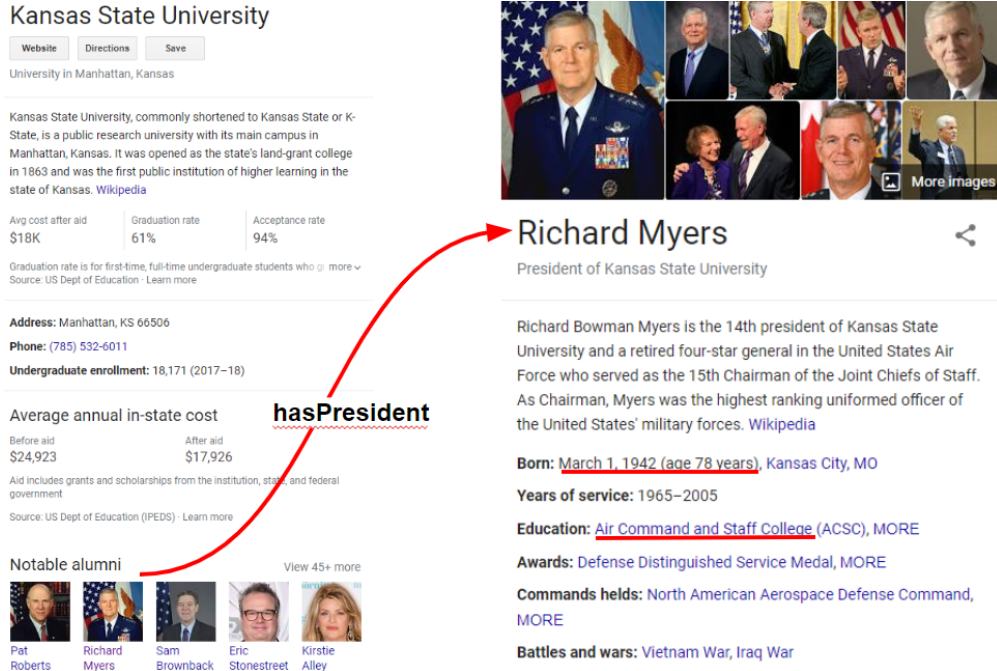 Kansas State University
Website Directions Save
University in Manhattan, Kansas
Kansas State University, commonly shortened to Kansas State or K-
State, is a public research university with its main campus in
Manhattan, Kansas. It was opened as the state's land-grant college
in 1863 and was the first public institution of higher learning in the
state of Kansas. Wikipedia
Avg cost after aid Graduation rate Acceptance rate
$18K 61% 94%
Graduation rate is for first-time, full-time undergraduate students who more
Source: US Dept of Education · Learn more
Address: Manhattan, KS 66506
Phone: (785) 532-6011
Undergraduate enrollment: 18,171 (2017–18)
Average annual in-state cost
Before aid After aid
$24,923 $17,926
Aid includes grants and scholarships from the institution, state, and federal
government
Source: US Dept of Education (IPEDS) · Learn more
Notable alumni View 45+ more
Pat Richard Sam Eric Kirstie
Roberts Myers Brownback Stonestreet Alley
hasPresident
More images
Richard Myers
President of Kansas State University
Richard Bowman Myers is the 14th president of Kansas State
University and a retired four-star general in the United States Air
Force who served as the 15th Chairman of the Joint Chiefs of Staff.
As Chairman, Myers was the highest ranking uniformed officer of
the United States' military forces. Wikipedia
Born: March 1, 1942 (age 78 years), Kansas City, MO
Years of service: 1965–2005
Education: Air Command and Staff College (ACSC), MORE
Awards: Defense Distinguished Service Medal, MORE
Commands helds: North American Aerospace Defense Command,
MORE
Battles and wars: Vietnam War, Iraq War